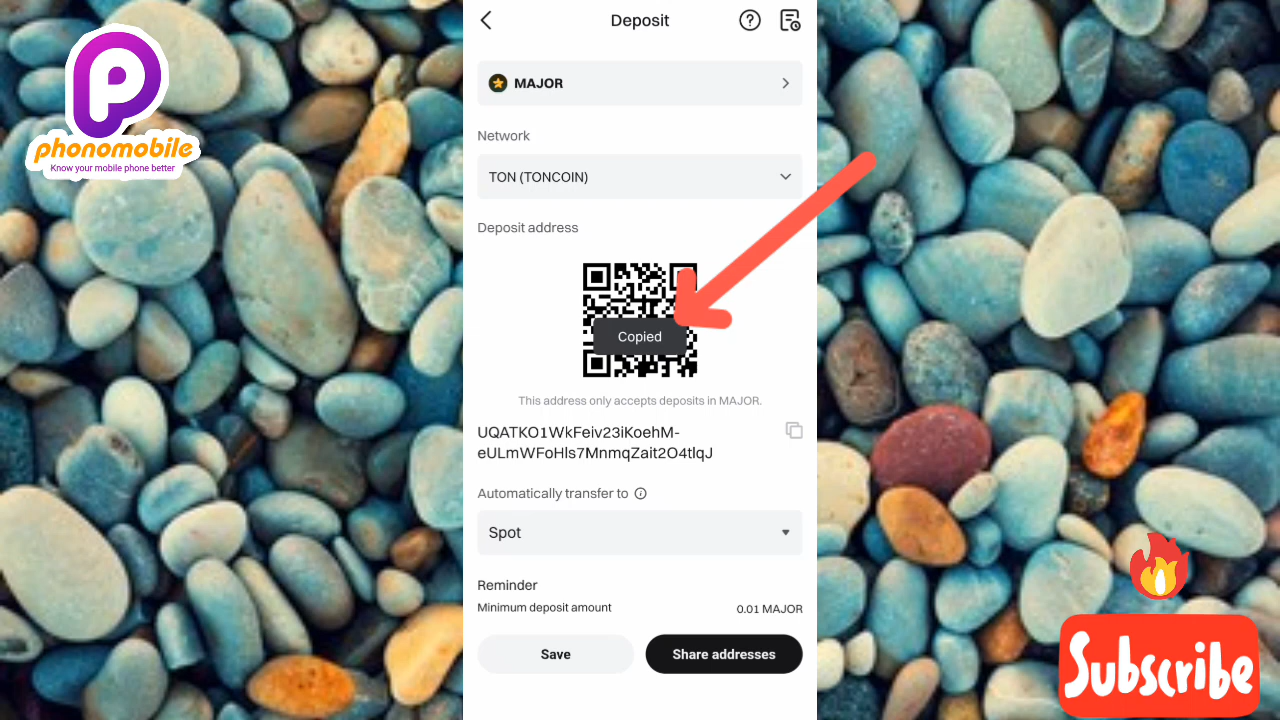 phonomobile
Know your mobile phone better
Deposit
MAJOR
Network
TON (TONCOIN)
Deposit address
Copied
This address only accepts deposits in MAJOR.
UQATKO1WkFeiv23iKoehM-
eULmWFoHls7MnmqZait2O4tlqJ
Automatically transfer to
Spot
Reminder
Minimum deposit amount 0.01 MAJOR
Save
Share addresses
Subscribe